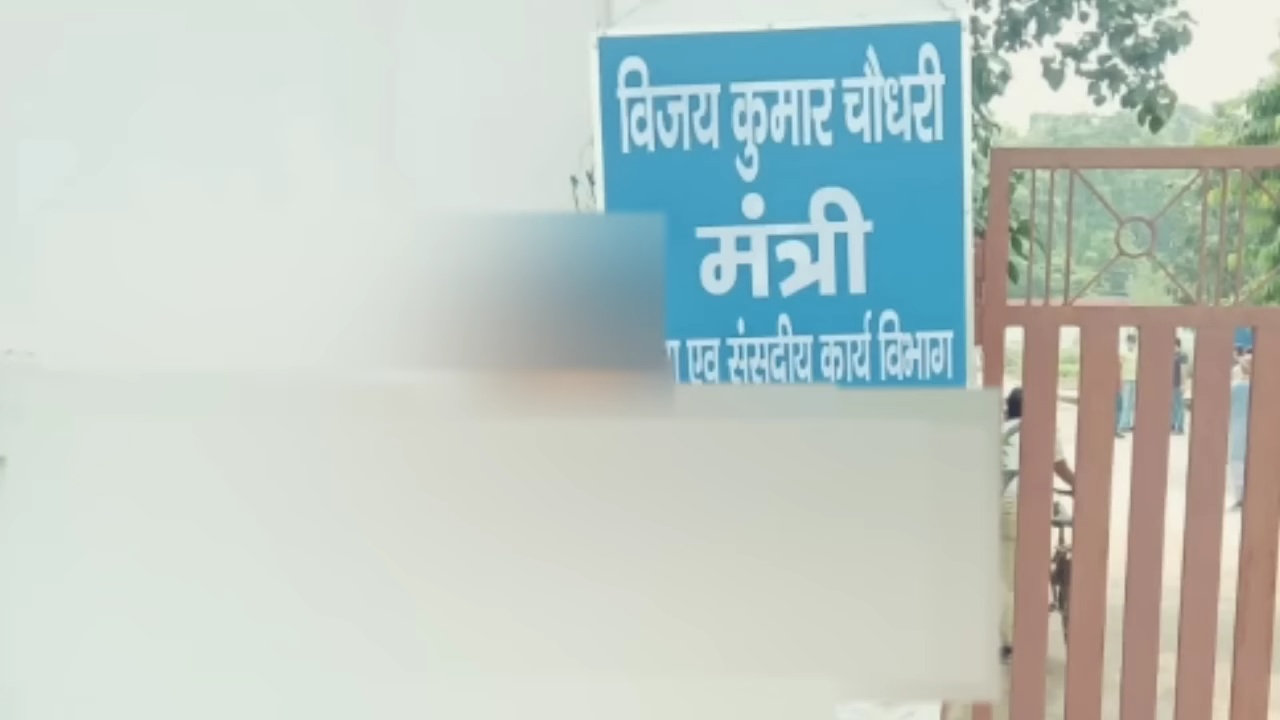 विजय कुमार चौधरी
मंत्री
एवं संसदीय कार्य विभाग